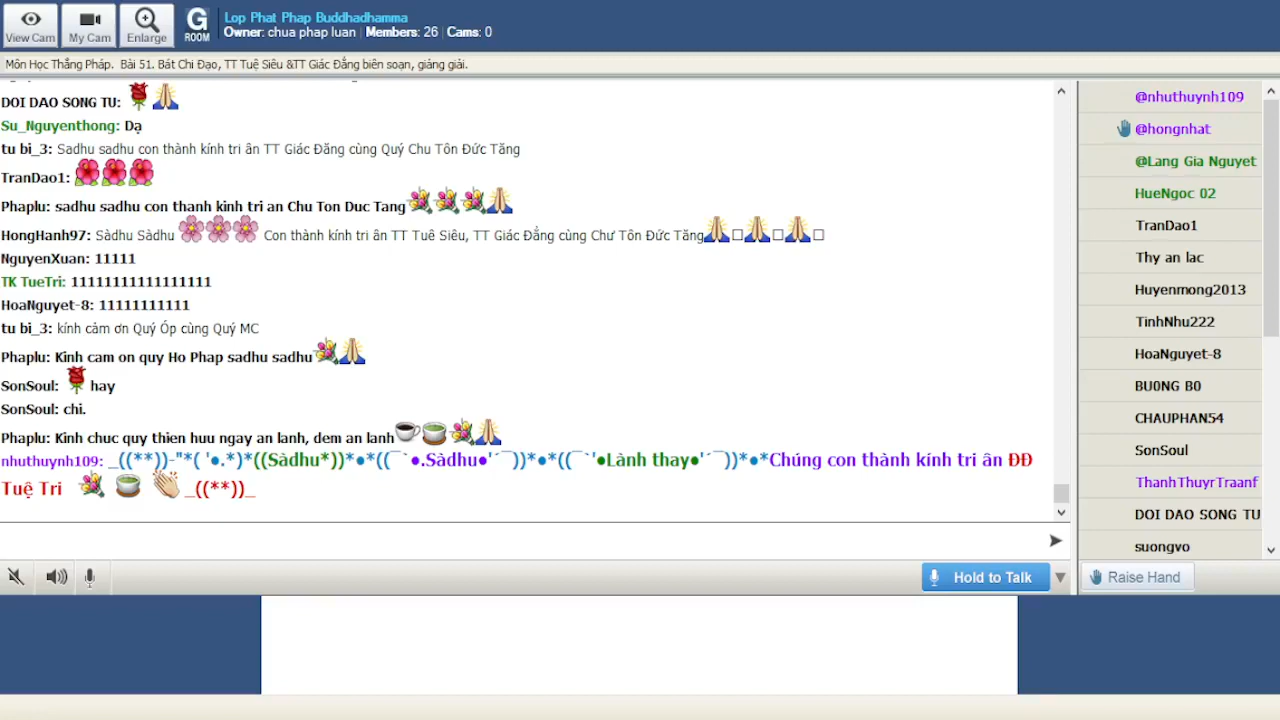 View Cam
My Cam
Enlarge
G
ROOM
Lop Phat Phap Buddhadhamma
Owner: chua phap luan | Members: 26 | Cams: 0
Môn Học Thắng Pháp. Bài 51. Bát Chi Đạo, TT Tuệ Siêu &TT Giác Đẳng biên soạn, giảng giải.
DOI DAO SONG TU:
Su_Nguyenthong: Dạ
tu bi_3: Sadhu sadhu con thành kính tri ân TT Giác Đăng cùng Quý Chu Tôn Đức Tăng
TranDao1:
Phaplu: sadhu sadhu con thanh kinh tri an Chu Ton Duc Tang
HongHanh97: Sàdhu Sàdhu Con thành kính tri ân TT Tuê Siêu, TT Giác Đẳng cùng Chư Tôn Đức Tăng
NguyenXuan: 11111
TK TueTri: 11111111111111111
HoaNguyet-8: 11111111111
tu bi_3: kính cảm ơn Quý Óp cùng Quý MC
Phaplu: Kinh cam on quy Ho Phap sadhu sadhu
SonSoul: hay
SonSoul: chi.
Phaplu: Kinh chuc quy thien huu ngay an lanh, dem an lanh
nhuthuynh109: _((**))-"*( '●.*)*((Sàdhu*))*●*((¯`●.Sàdhu●'´¯))*●*((¯`'●Lành thay●'´¯))*●*Chúng con thành kính tri ân ĐĐ
Tuệ Tri _((**))_
@nhuthuynh109
@hongnhat
@Lang Gia Nguyet
HueNgoc 02
TranDao1
Thy an lac
Huyenmong2013
TinhNhu222
HoaNguyet-8
BU0NG B0
CHAUPHAN54
SonSoul
ThanhThuyrTraanf
DOI DAO SONG TU
suongvo
Hold to Talk
Raise Hand